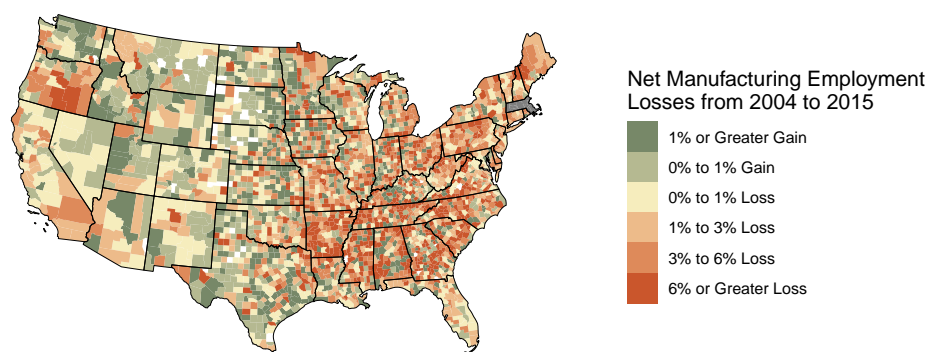 Net Manufacturing Employment
Losses from 2004 to 2015
1% or Greater Gain
0% to 1% Gain
0% to 1% Loss
1% to 3% Loss
3% to 6% Loss
6% or Greater Loss